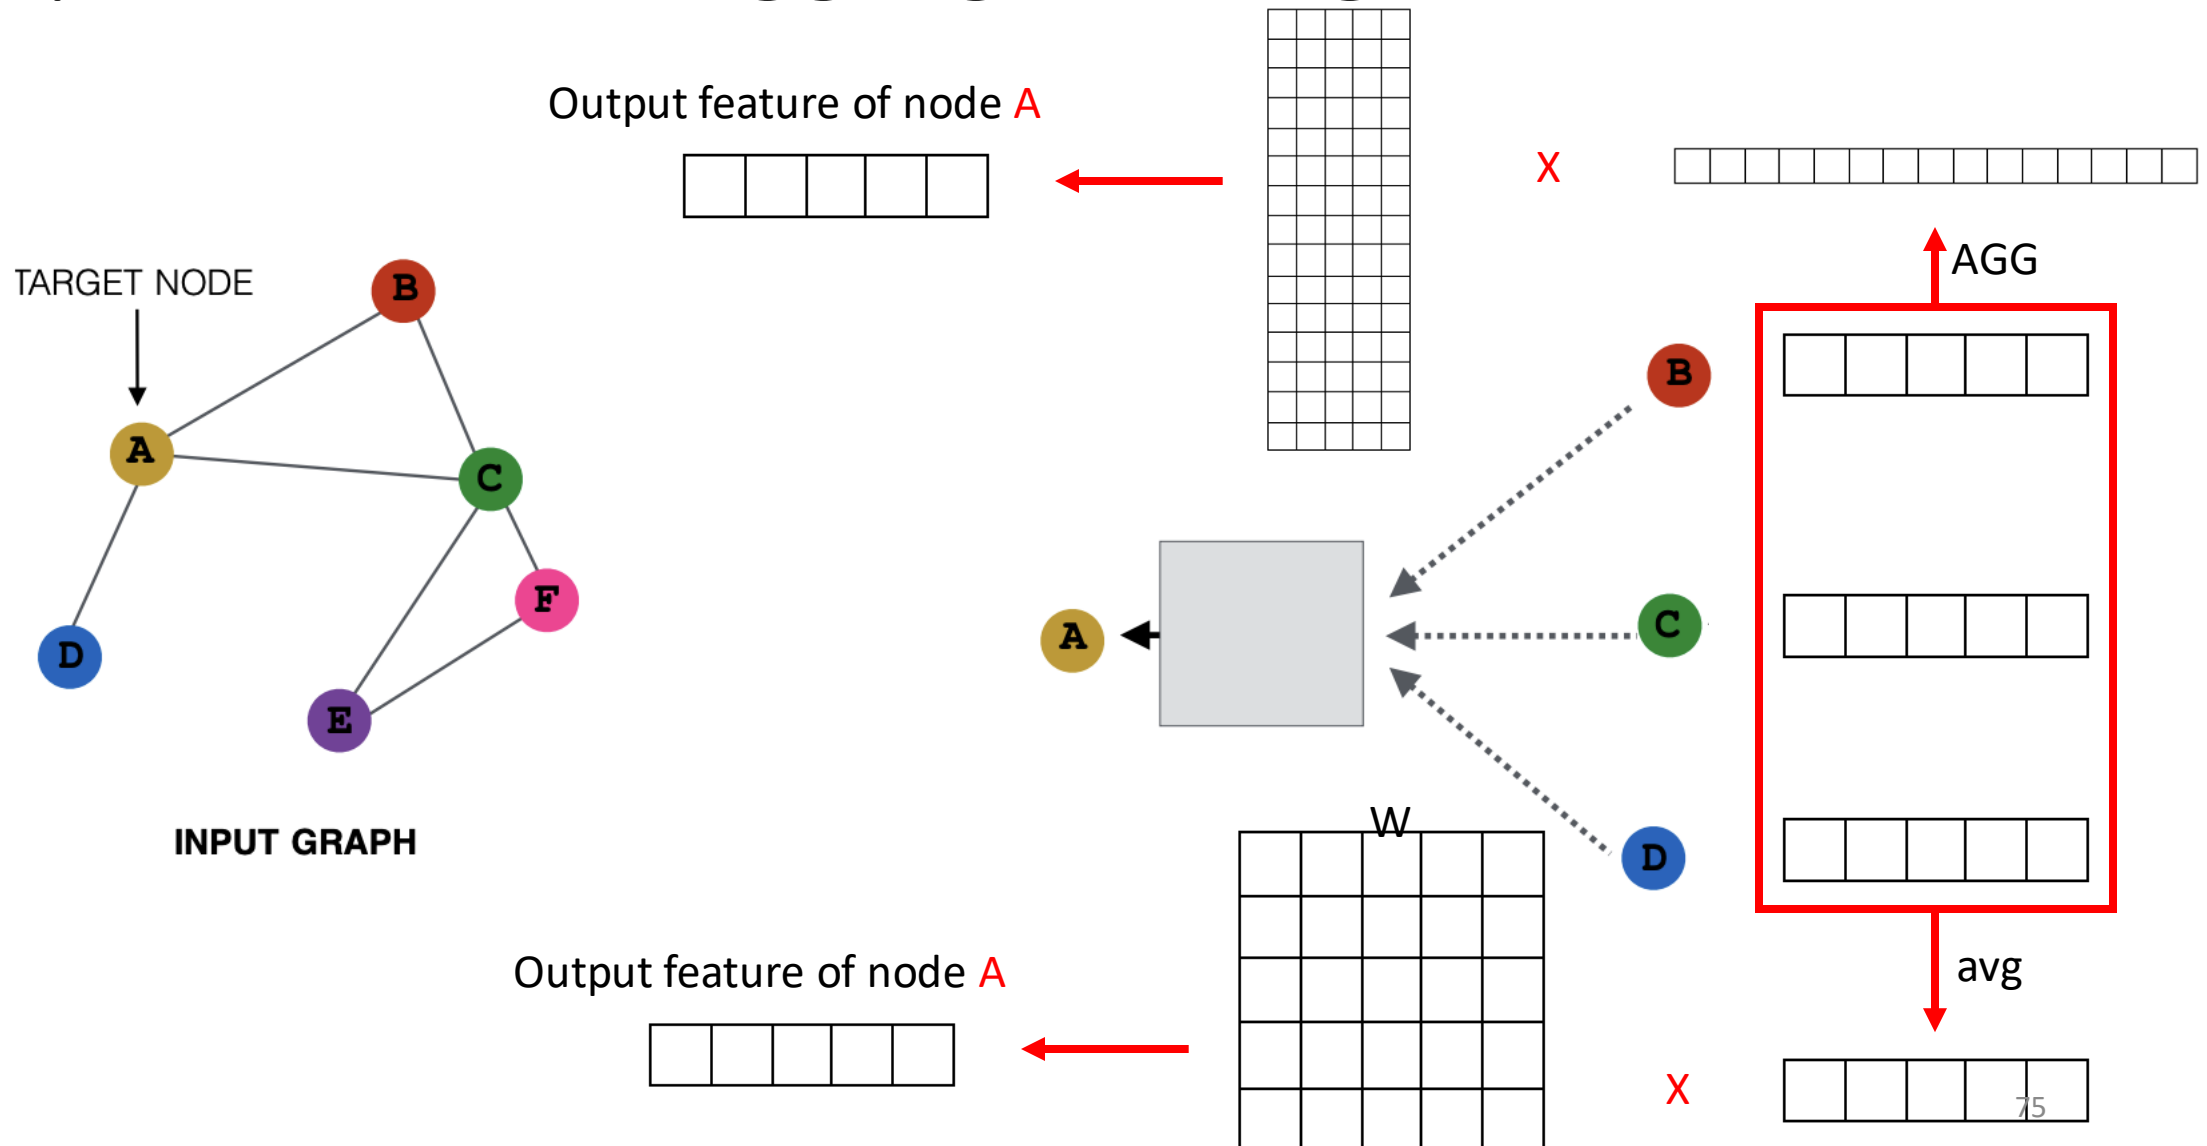 Output feature of node A
X
AGG
TARGET NODE
B
A
C
F
D
E
INPUT GRAPH
B
A
C
D
W
Output feature of node A
avg
X
75